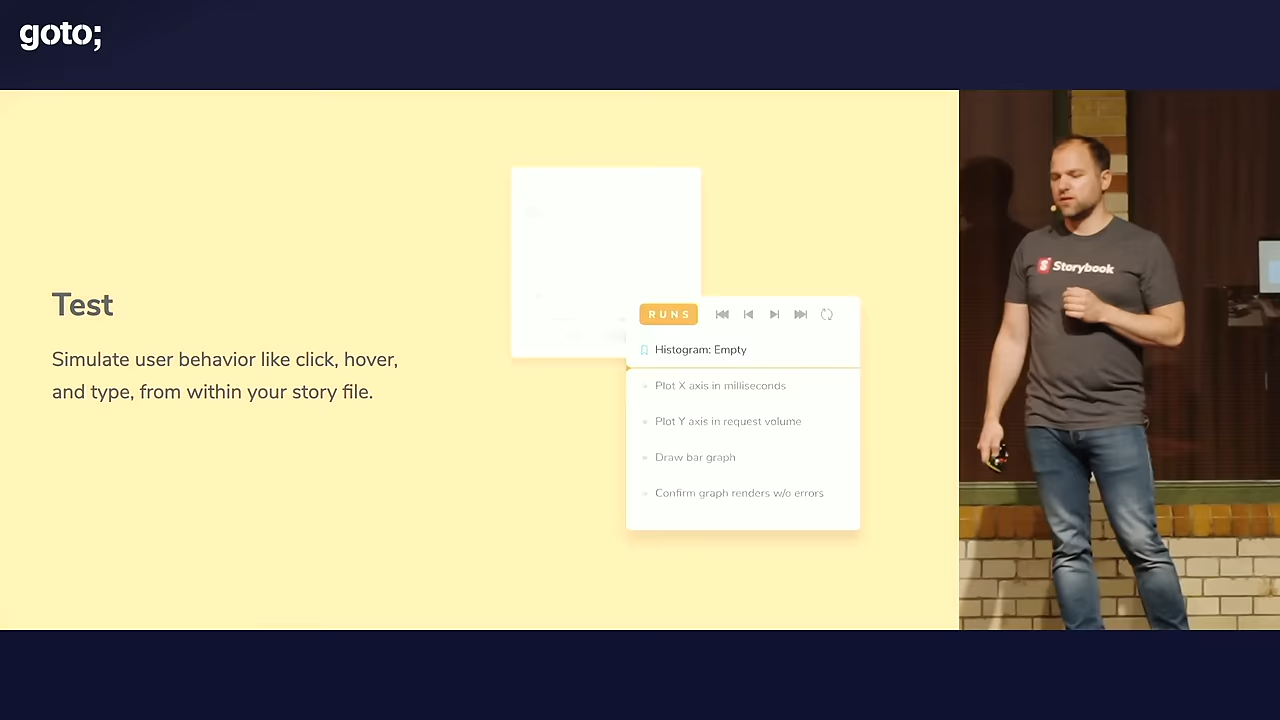 goto;
Test
Simulate user behavior like click, hover,
and type, from within your story file.
RUNS
Histogram: Empty
Plot X axis in milliseconds
Plot Y axis in request volume
Draw bar graph
Confirm graph renders w/o errors
S Storybook